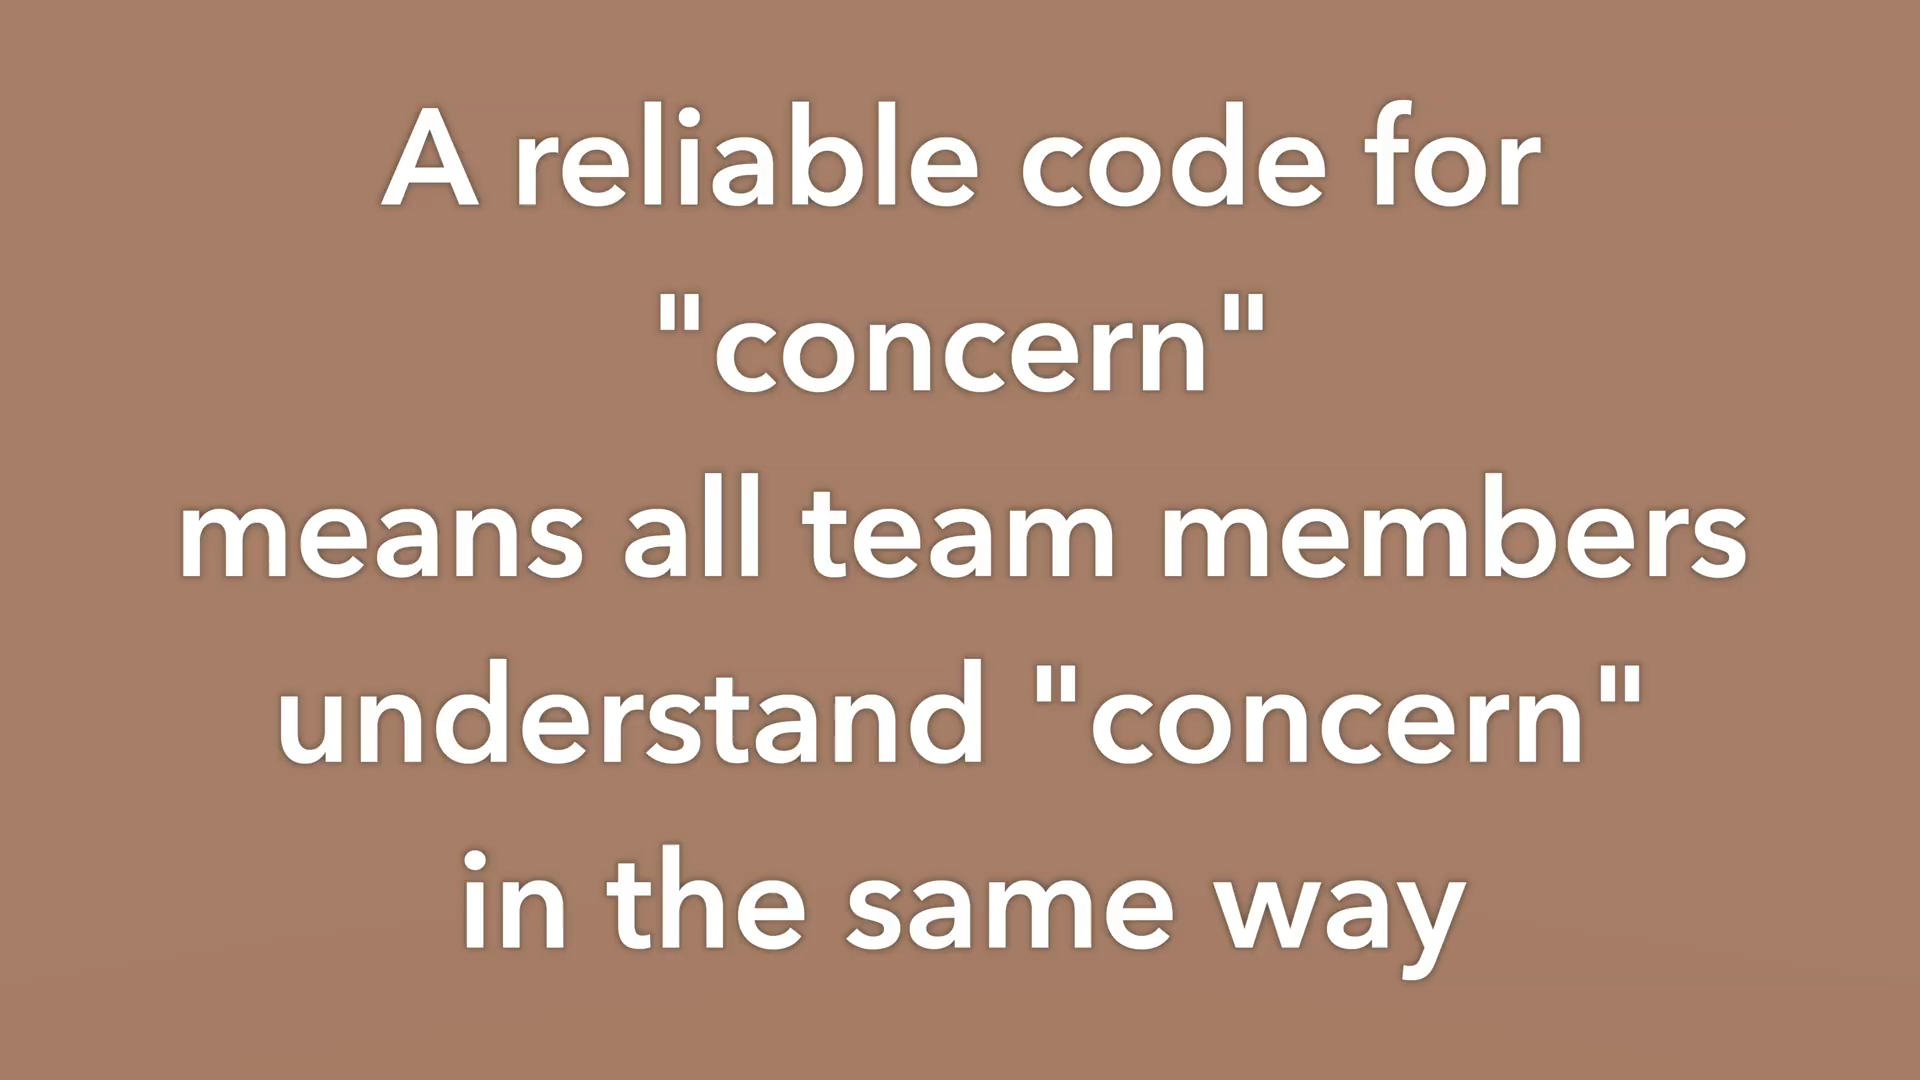 A reliable code for
"concern"
means all team members
understand "concern"
in the same way